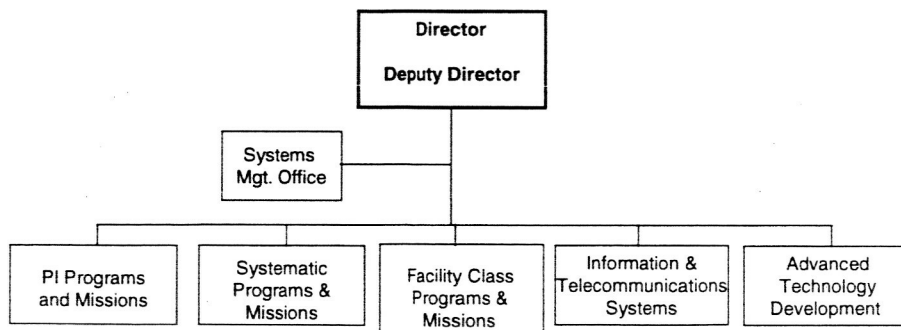 Director
Deputy Director
Systems
Mgt. Office
PI Programs
and Missions
Systematic
Programs &
Missions
Facility Class
Programs &
Missions
Information &
Telecommunications
Systems
Advanced
Technology
Development